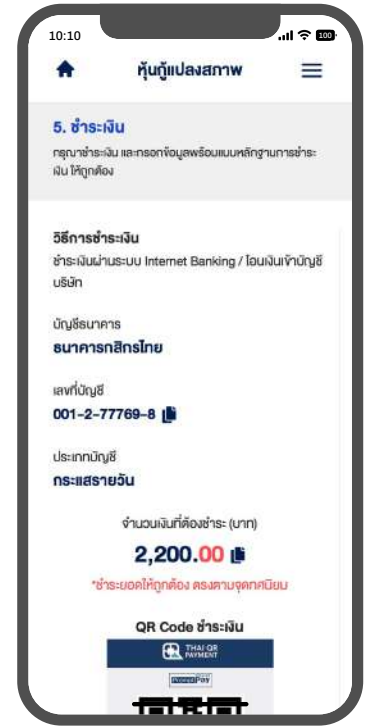 10:10
100
หุ้นกู้แปลงสภาพ
5. ชำระเงิน
กรุณาชำระเงิน และกรอกข้อมูลพร้อมแนบหลักฐานการชำระ
เงิน ให้ถูกต้อง
วิธีการชำระเงิน
ชำระเงินผ่านระบบ Internet Banking / โอนเงินเข้าบัญชี
บริษัท
บัญชีธนาคาร
ธนาคารกสิกรไทย
เลขที่บัญชี
001-2-77769-8
ประเภทบัญชี
กระแสรายวัน
จำนวนเงินที่ต้องชำระ (บาท)
2,200.00
*ชำระยอดให้ถูกต้อง ตรงตามจุดทศนิยม
QR Code ชำระเงิน
THAI QR
PAYMENT
PromptPay